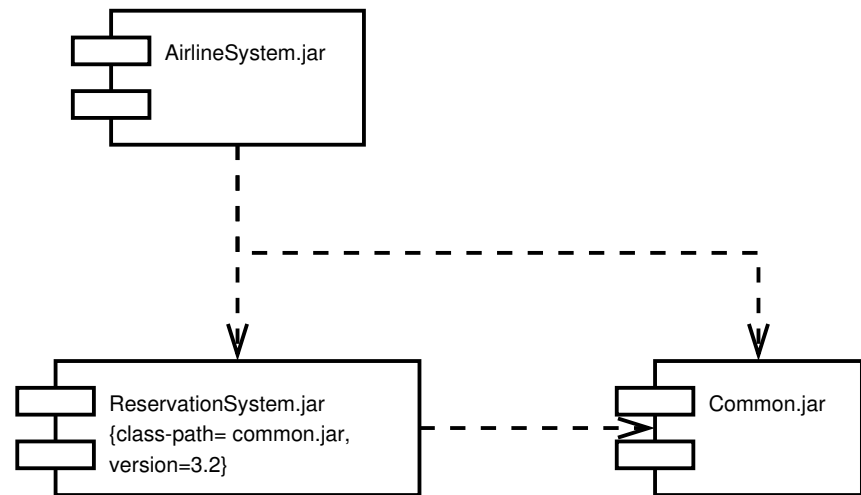 AirlineSystem.jar
ReservationSystem.jar
{class-path= common.jar,
version=3.2}
Common.jar